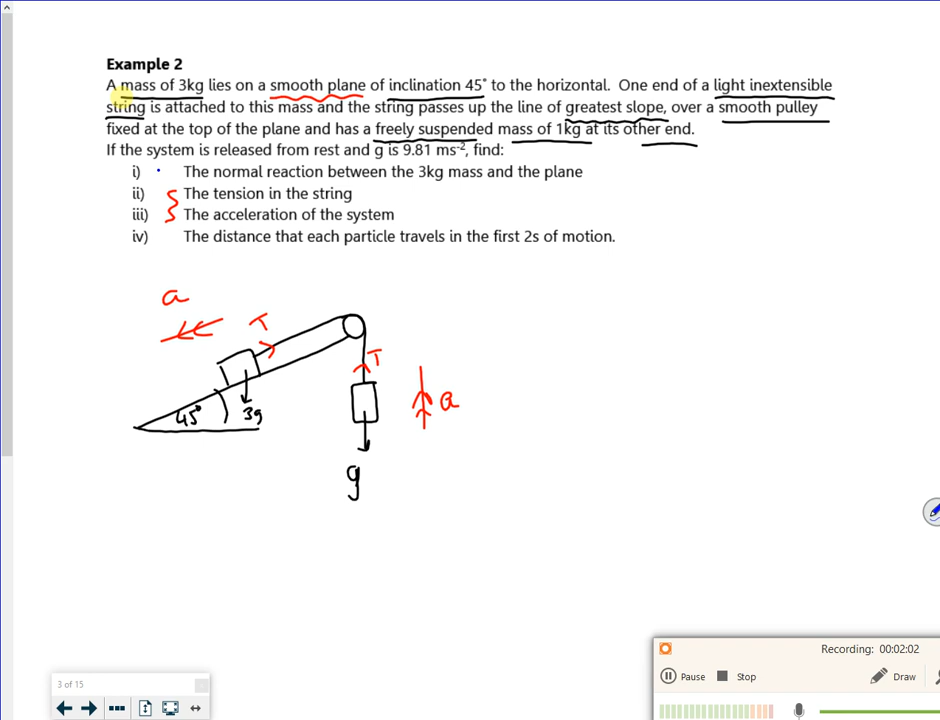 Example 2
A mass of 3kg lies on a smooth plane of inclination 45° to the horizontal. One end of a light inextensible
string is attached to this mass and the string passes up the line of greatest slope, over a smooth pulley
fixed at the top of the plane and has a freely suspended mass of 1kg at its other end.
If the system is released from rest and g is 9.81 ms⁻², find:
i) The normal reaction between the 3kg mass and the plane
ii) The tension in the string
iii) The acceleration of the system
iv) The distance that each particle travels in the first 2s of motion.
a
T
T
a
45°
3g
g
Recording: 00:02:02
Pause Stop Draw
3 of 15